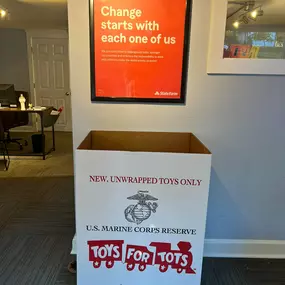 Change
starts with
each one of us
State Farm
NEW, UNWRAPPED TOYS ONLY
U.S. MARINE CORPS RESERVE
TOYS FOR TOTS